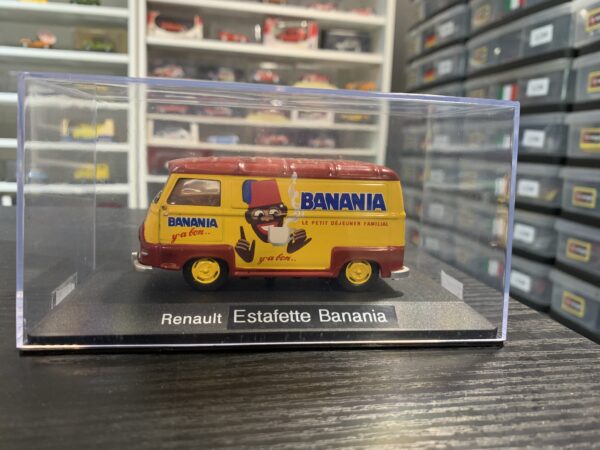 BANANIA
LE PETIT DÉJEUNER FAMILIAL
y-a bon..
BANANIA
y-a bon..
Renault Estafette Banania